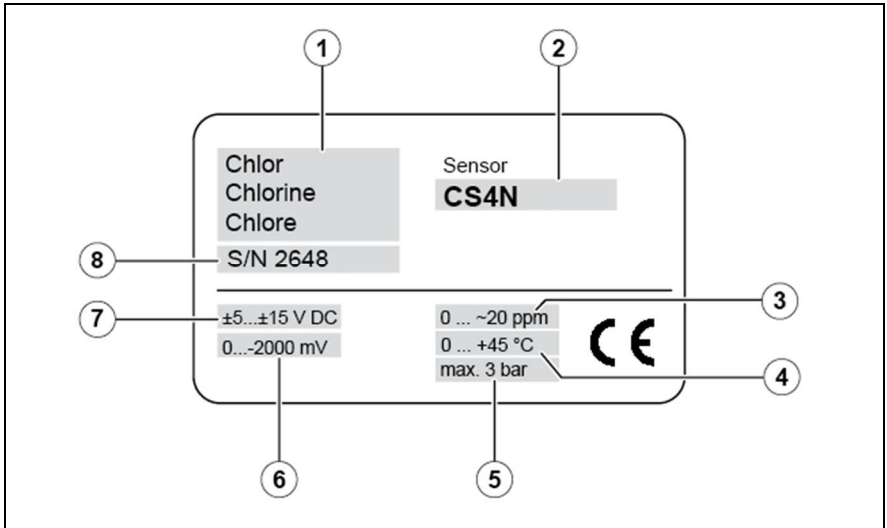 1
2
Chlor
Chlorine
Chlore
Sensor
CS4N
8
S/N 2648
3
7
±5...±15 V DC
0 ... ~20 ppm
0...-2000 mV
0 ... +45 °C
CE
max. 3 bar
4
6
5